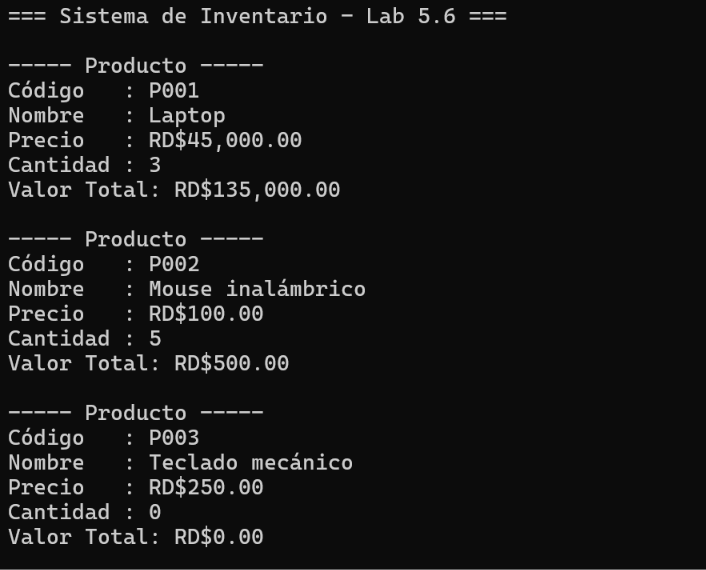 === Sistema de Inventario - Lab 5.6 ===
----- Producto -----
Código   : P001
Nombre   : Laptop
Precio   : RD$45,000.00
Cantidad : 3
Valor Total: RD$135,000.00
----- Producto -----
Código   : P002
Nombre   : Mouse inalámbrico
Precio   : RD$100.00
Cantidad : 5
Valor Total: RD$500.00
----- Producto -----
Código   : P003
Nombre   : Teclado mecánico
Precio   : RD$250.00
Cantidad : 0
Valor Total: RD$0.00